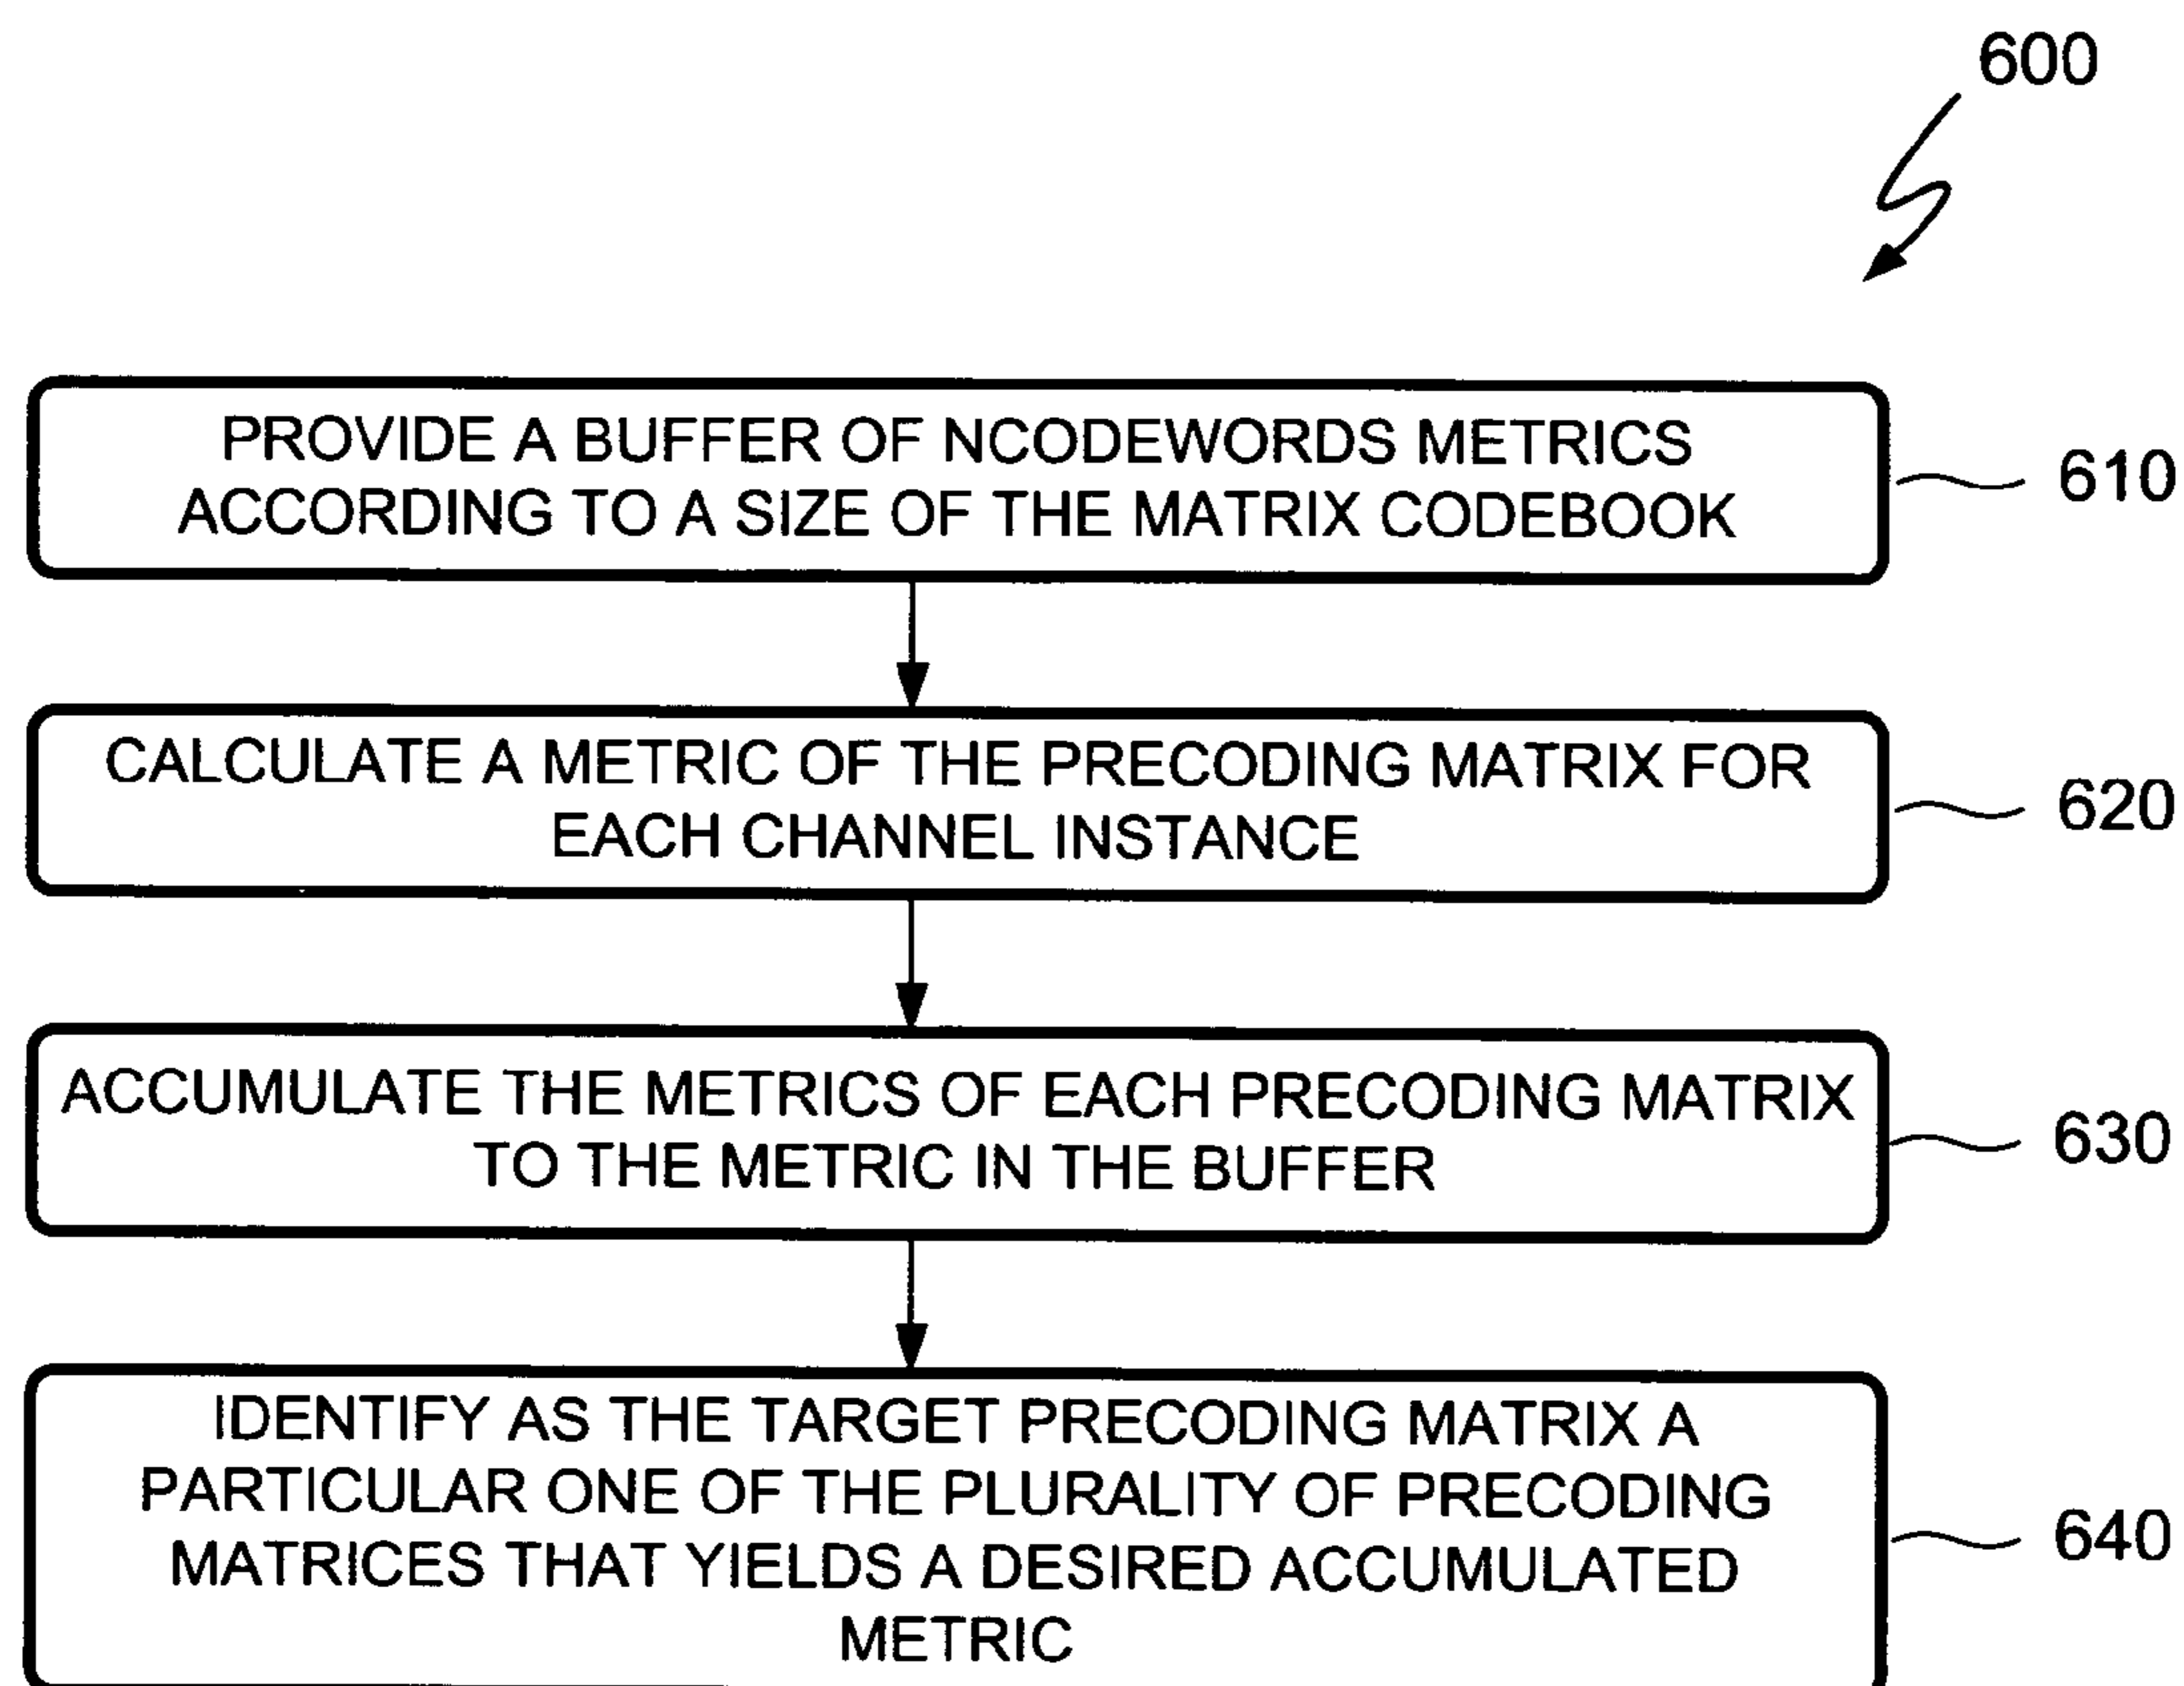 600
PROVIDE A BUFFER OF NCODEWORDS METRICS
ACCORDING TO A SIZE OF THE MATRIX CODEBOOK
610
CALCULATE A METRIC OF THE PRECODING MATRIX FOR
EACH CHANNEL INSTANCE
620
ACCUMULATE THE METRICS OF EACH PRECODING MATRIX
TO THE METRIC IN THE BUFFER
630
IDENTIFY AS THE TARGET PRECODING MATRIX A
PARTICULAR ONE OF THE PLURALITY OF PRECODING
MATRICES THAT YIELDS A DESIRED ACCUMULATED
METRIC
640